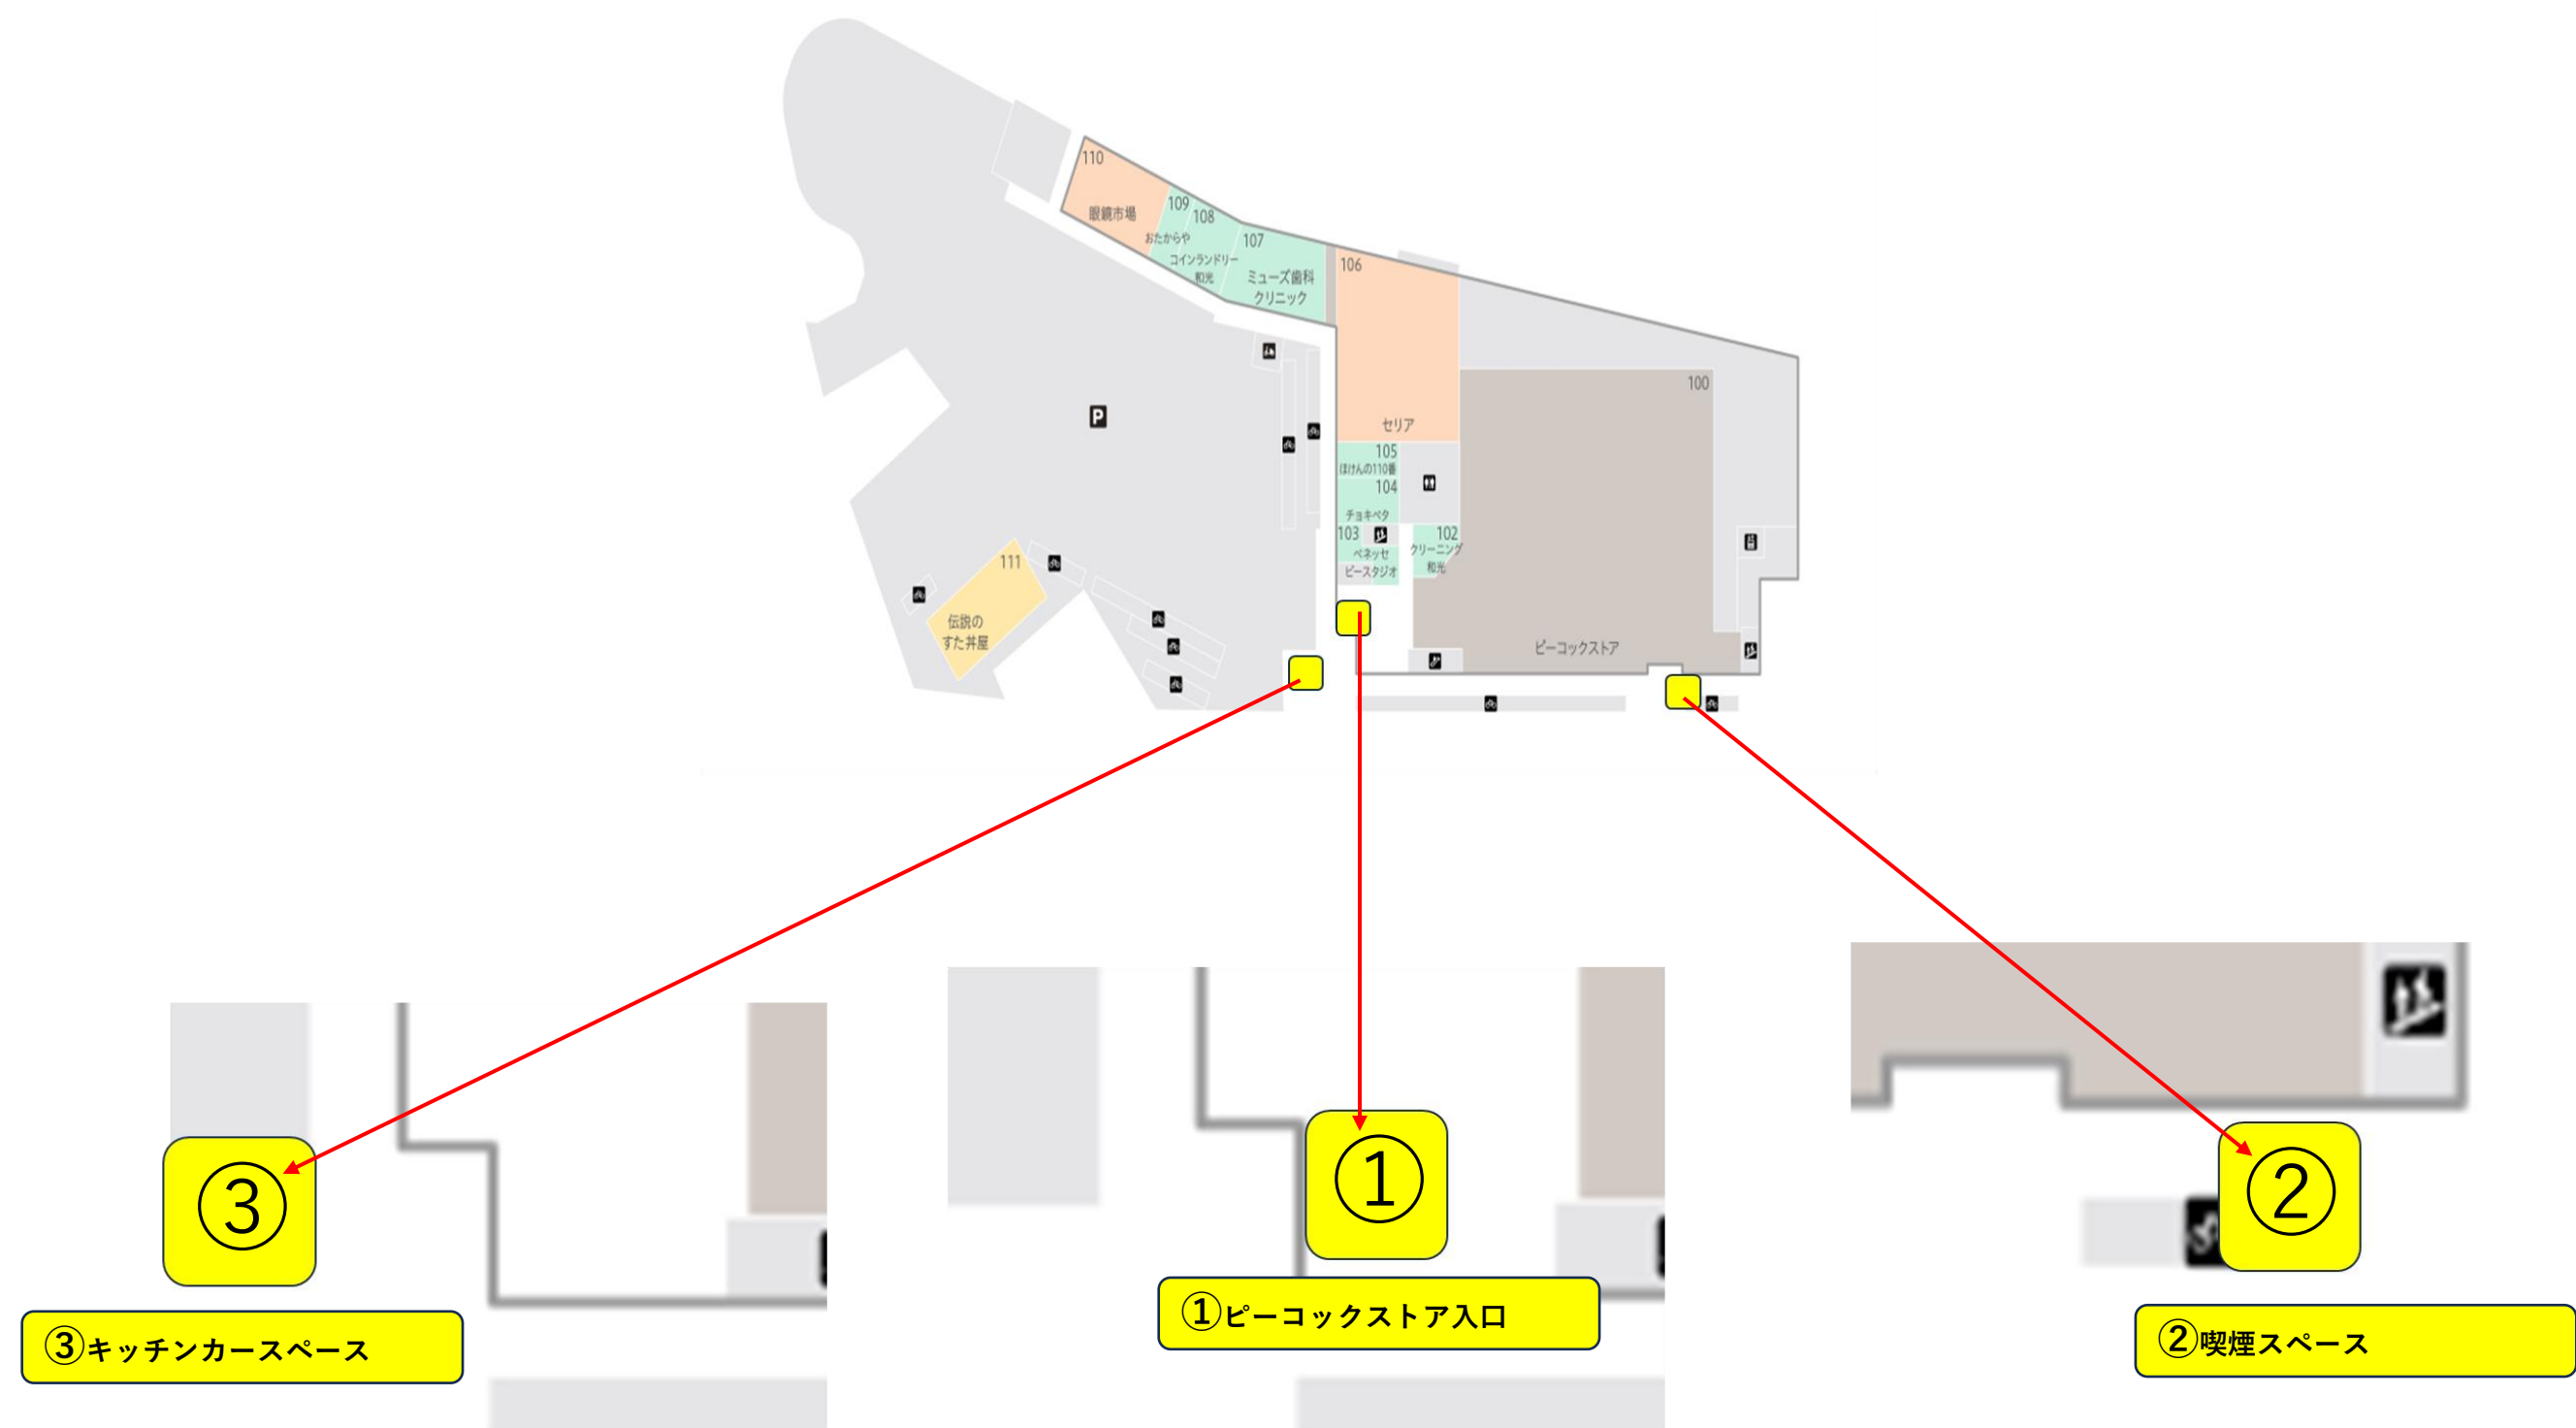 110
眼鏡市場
109
おたからや
108
コインランドリー
和光
107
ミューズ歯科
クリニック
106
セリア
100
105
ほけんの110番
104
チョキペタ
103
ベネッセ
ビースタジオ
102
クリーニング
和光
P
111
伝説の
すた丼屋
ピーコックストア
③
①
②
③キッチンカースペース
①ピーコックストア入口
②喫煙スペース